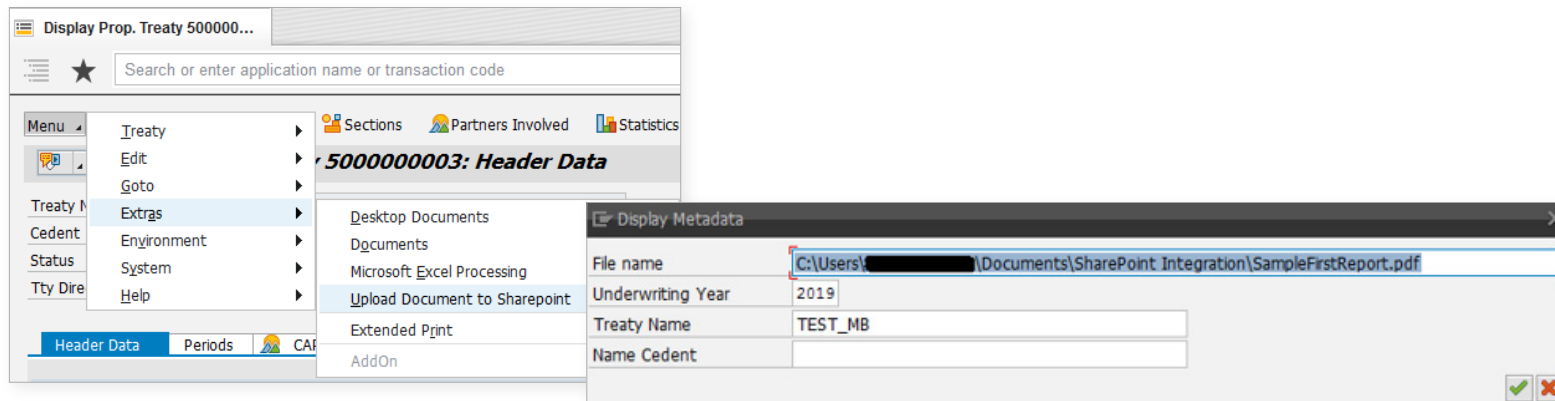 Display Prop. Treaty 500000...
Search or enter application name or transaction code
Menu
Treaty
Edit
Goto
Extras
Environment
System
Help
Sections
Partners Involved
Statistics
5000000003: Header Data
Treaty N
Cedent
Status
Tty Dire
Desktop Documents
Documents
Microsoft Excel Processing
Upload Document to Sharepoint
Extended Print
AddOn
Header Data
Periods
Display Metadata
File name
C:\Users\
\Documents\SharePoint Integration\SampleFirstReport.pdf
Underwriting Year
2019
Treaty Name
TEST_MB
Name Cedent